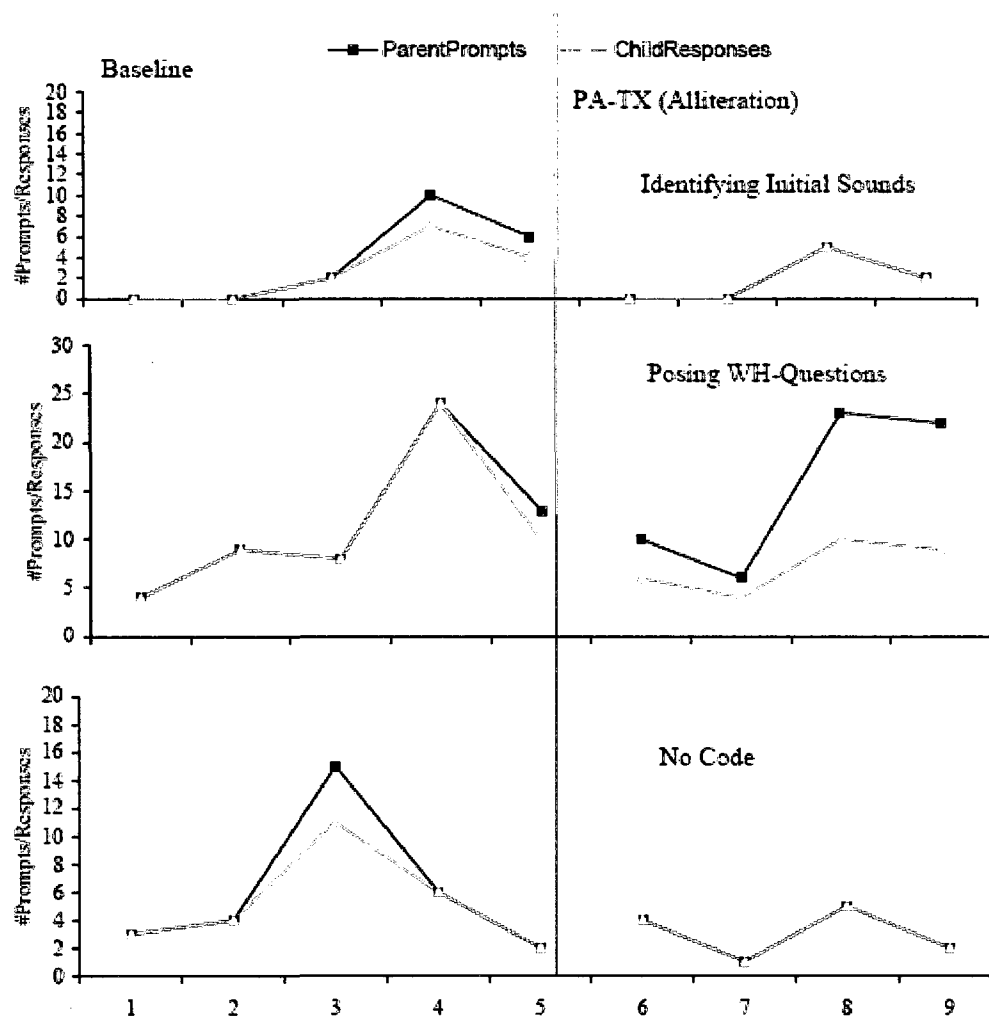 ParentPrompts ChildResponses
Baseline
PA-TX (Alliteration)
#Prompts/Responses
20
18
16
14
12
10
8
6
4
2
0
Identifying Initial Sounds
#Prompts/Responses
30
25
20
15
10
5
0
Posing WH-Questions
#Prompts/Responses
20
18
16
14
12
10
8
6
4
2
0
No Code
1 2 3 4 5 6 7 8 9